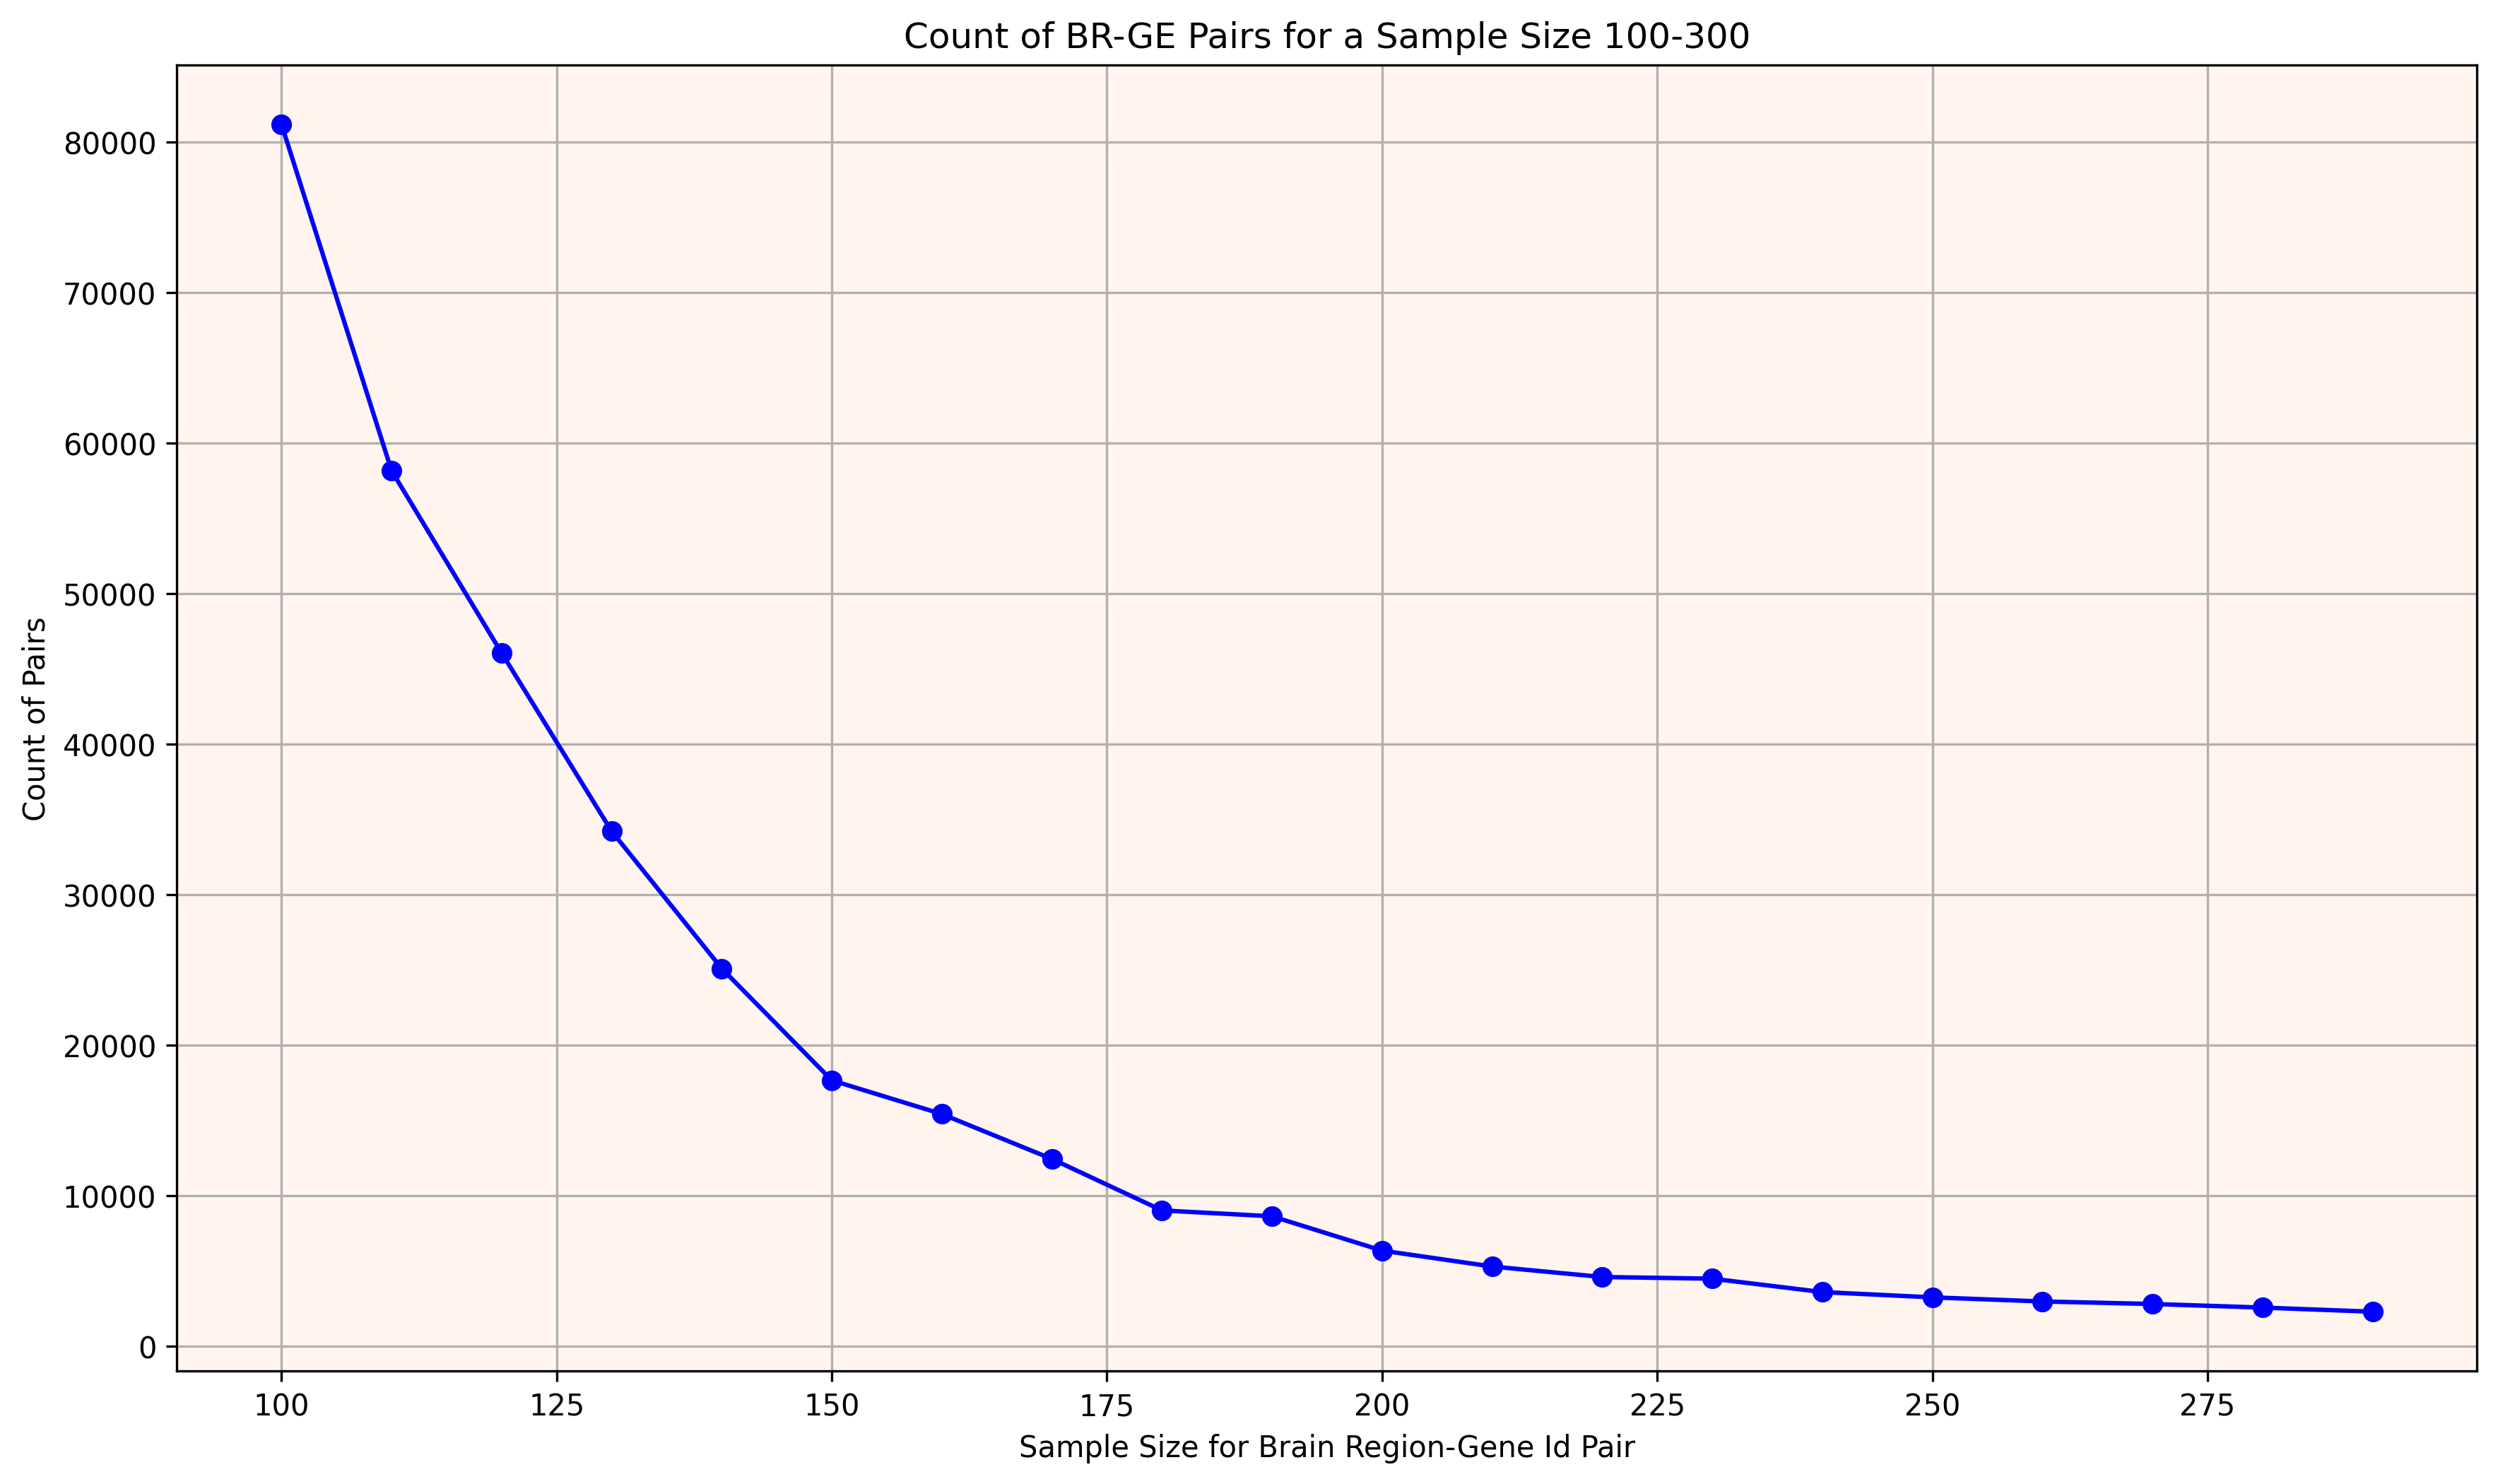 Count of BR-GE Pairs for a Sample Size 100-300
Count of Pairs
80000
70000
60000
50000
40000
30000
20000
10000
0
100 125 150 175 200 225 250 275
Sample Size for Brain Region-Gene Id Pair